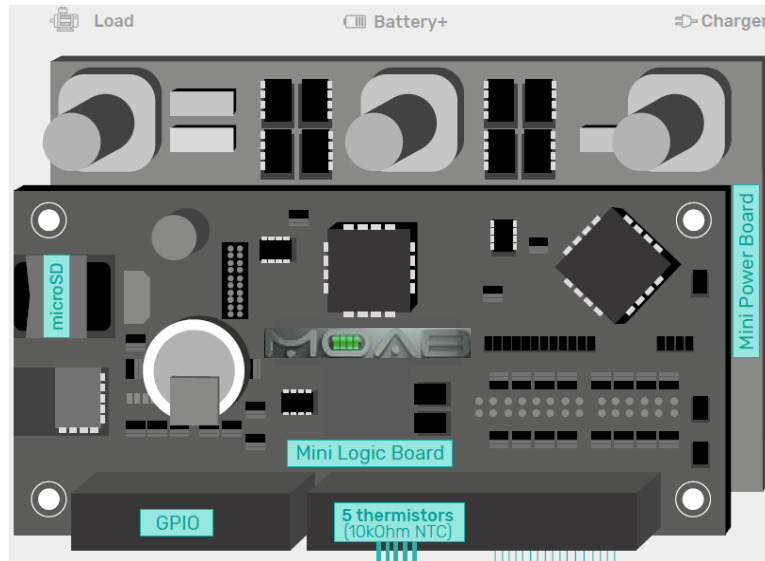 Load
Battery+
Charger
Mini Power Board
microSD
MOAB
Mini Logic Board
GPIO
5 thermistors
(10kOhm NTC)